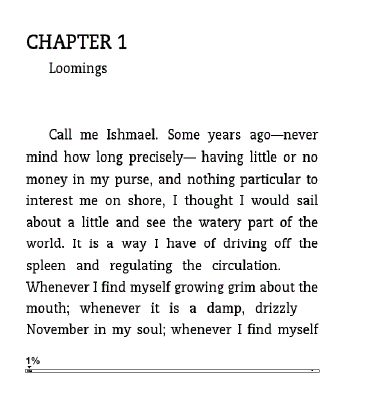 CHAPTER 1
Loomings
Call me Ishmael. Some years ago—never
mind how long precisely— having little or no
money in my purse, and nothing particular to
interest me on shore, I thought I would sail
about a little and see the watery part of the
world. It is a way I have of driving off the
spleen and regulating the circulation.
Whenever I find myself growing grim about the
mouth; whenever it is a damp, drizzly
November in my soul; whenever I find myself
1%